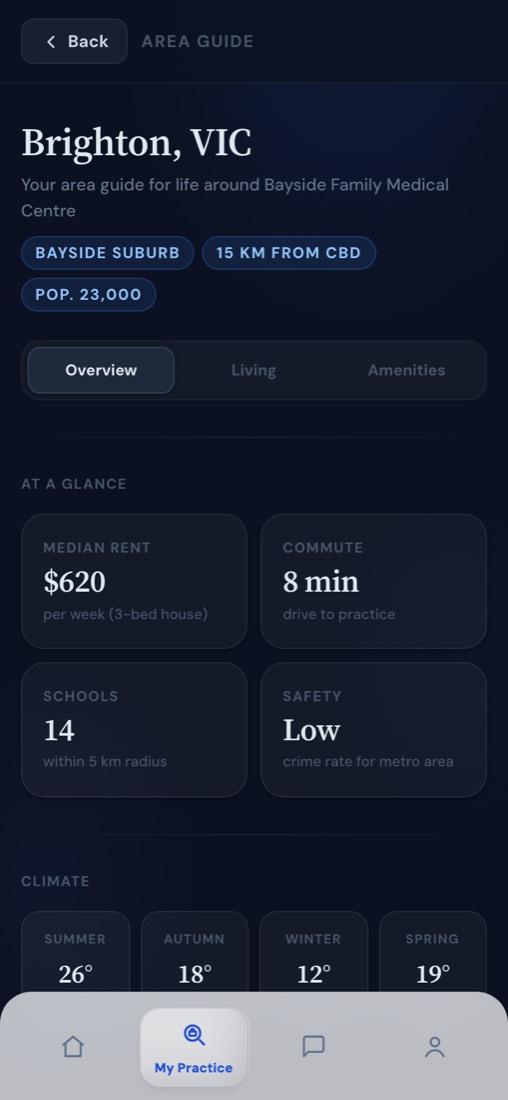 Back
AREA GUIDE
Brighton, VIC
Your area guide for life around Bayside Family Medical
Centre
BAYSIDE SUBURB
15 KM FROM CBD
POP. 23,000
Overview
Living
Amenities
AT A GLANCE
MEDIAN RENT
$620
per week (3-bed house)
COMMUTE
8 min
drive to practice
SCHOOLS
14
within 5 km radius
SAFETY
Low
crime rate for metro area
CLIMATE
SUMMER
26°
AUTUMN
18°
WINTER
12°
SPRING
19°
My Practice